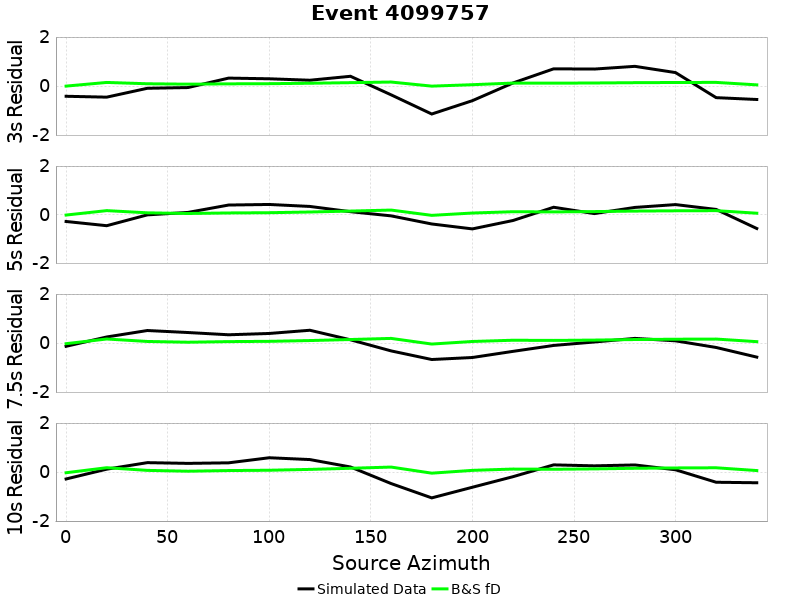 Event 4099757
3s Residual
2
0
-2
5s Residual
2
0
-2
7.5s Residual
2
0
-2
10s Residual
2
0
-2
0 50 100 150 200 250 300
Source Azimuth
Simulated Data B&S fD